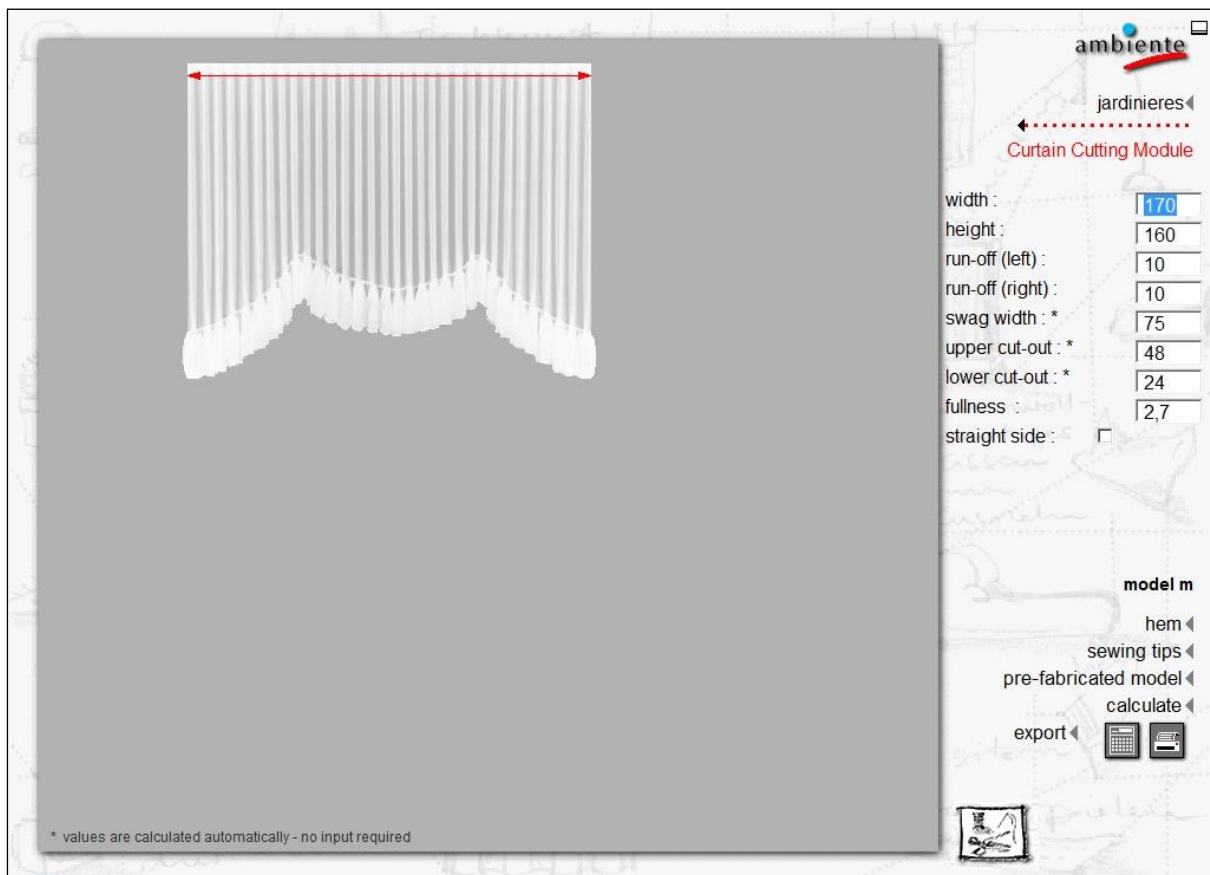 ambiente
jardinieres
Curtain Cutting Module
width : 170
height : 160
run-off (left) : 10
run-off (right) : 10
swag width : * 75
upper cut-out : * 48
lower cut-out : * 24
fullness : 2,7
straight side :
model m
hem
sewing tips
pre-fabricated model
calculate
export
* values are calculated automatically - no input required